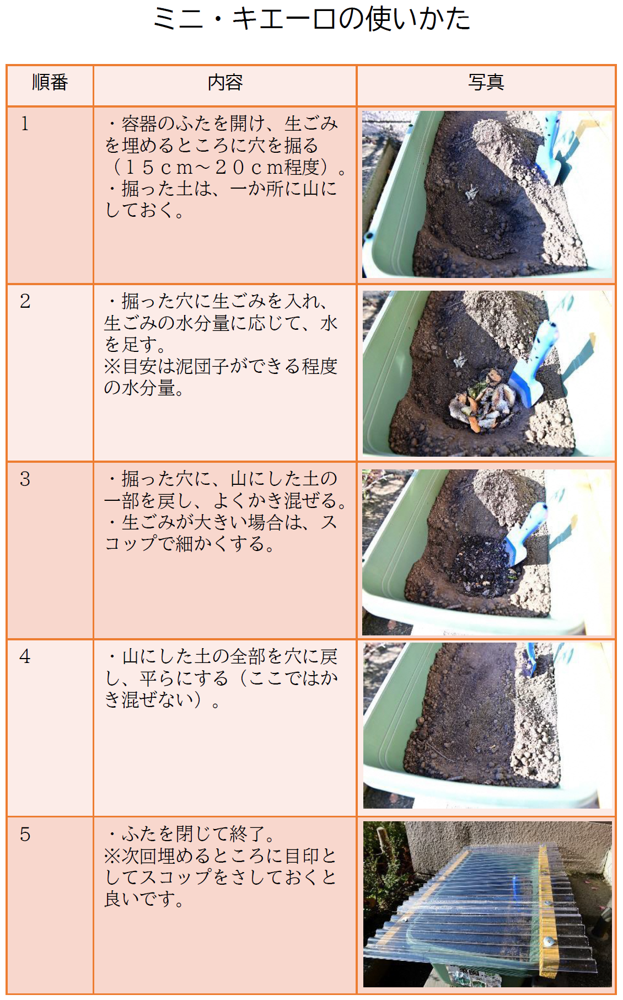 ミニ・キエーロの使いかた
順番
内容
写真
1
・容器のふたを開け、生ごみ
を埋めるところに穴を掘る
（１５ｃｍ～２０ｃｍ程度）。
・掘った土は、一か所に山に
しておく。
2
・掘った穴に生ごみを入れ、
生ごみの水分量に応じて、水
を足す。
※目安は泥団子ができる程度
の水分量。
3
・掘った穴に、山にした土の
一部を戻し、よくかき混ぜる。
・生ごみが大きい場合は、ス
コップで細かくする。
4
・山にした土の全部を穴に戻
し、平らにする（ここではか
き混ぜない）。
5
・ふたを閉じて終了。
※次回埋めるところに目印と
してスコップをさしておくと
良いです。